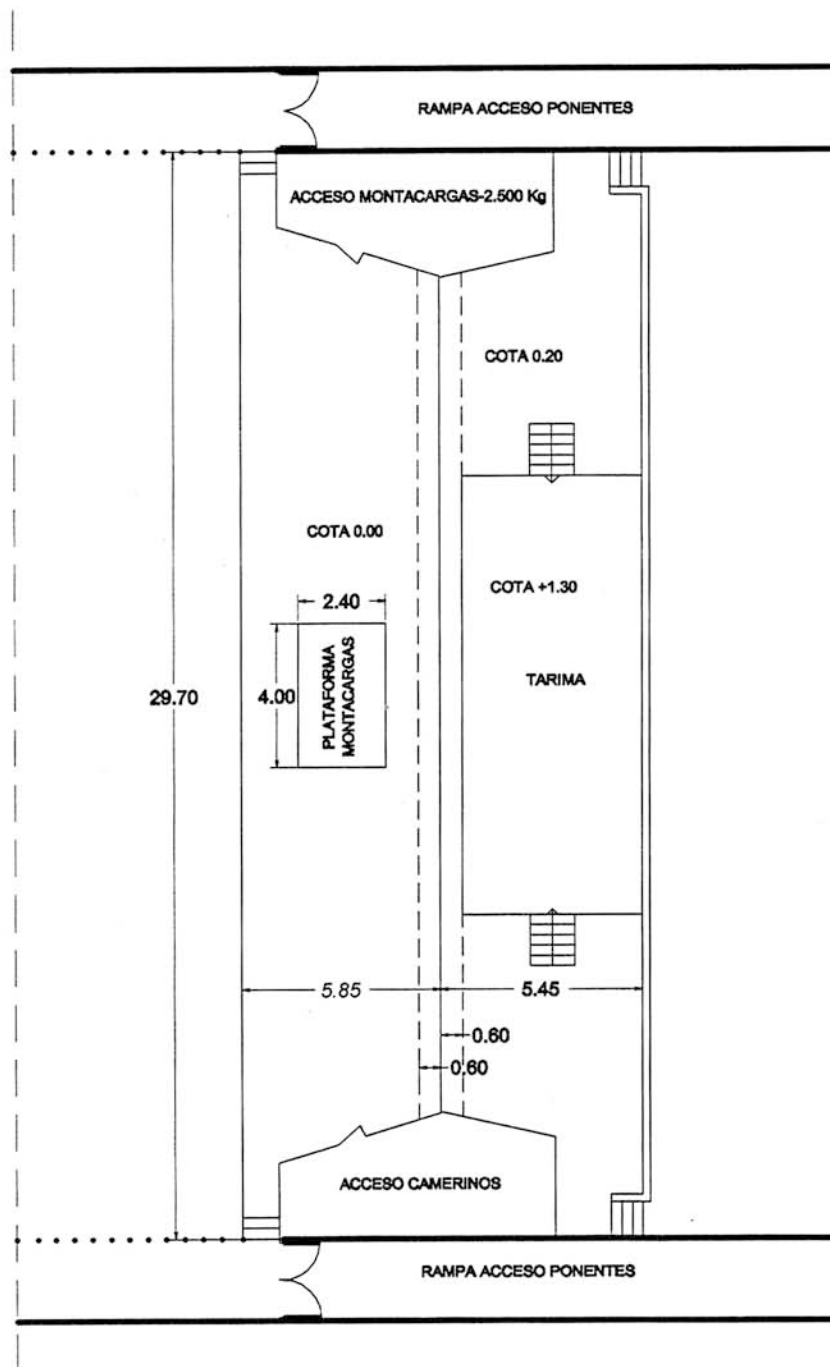 RAMPA ACCESO PONENTES
ACCESO MONTACARGAS-2.500 Kg
COTA 0.20
COTA 0.00
COTA +1.30
2.40
PLATAFORMA
MONTACARGAS
4.00
29.70
TARIMA
5.85
5.45
0.60
0.60
ACCESO CAMERINOS
RAMPA ACCESO PONENTES